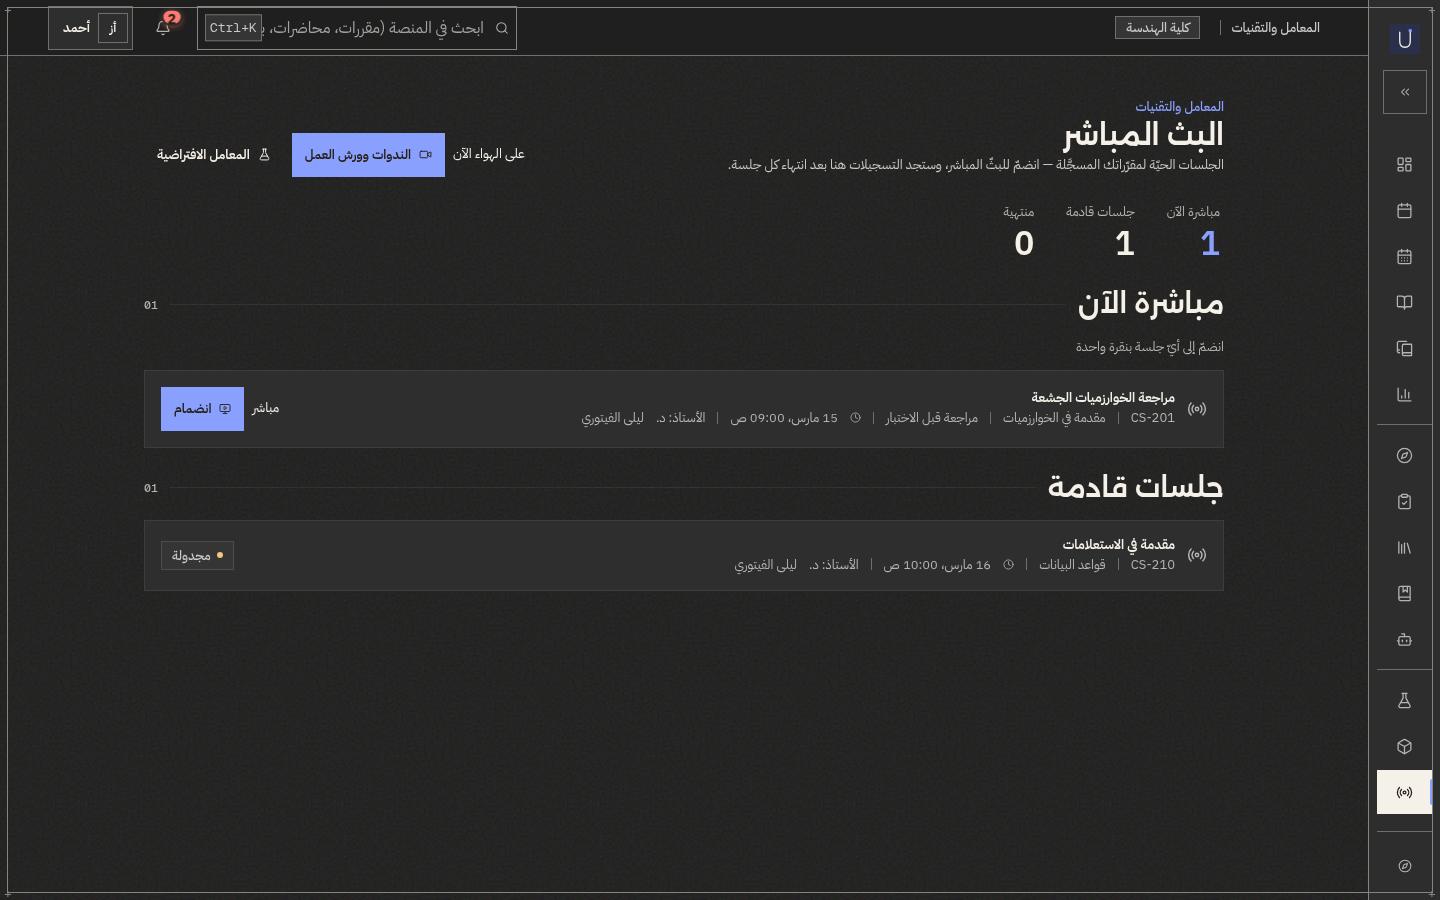 المعامل والتقنيات
كلية الهندسة
ابحث في المنصة (مقررات، محاضرات، ب
Ctrl+K
2
أز
أحمد
المعامل والتقنيات
البث المباشر
الجلسات الحيّة لمقرّراتك المسجَّلة — انضمّ للبثّ المباشر، وستجد التسجيلات هنا بعد انتهاء كل جلسة.
على الهواء الآن
الندوات وورش العمل
المعامل الافتراضية
مباشرة الآن
1
جلسات قادمة
1
منتهية
0
مباشرة الآن
01
انضمّ إلى أيّ جلسة بنقرة واحدة
مراجعة الخوارزميات الجشعة
CS-201 | مقدمة في الخوارزميات | مراجعة قبل الاختبار | 15 مارس، 09:00 ص | الأستاذ: د. ليلى الفيتوري
مباشر
انضمام
جلسات قادمة
01
مقدمة في الاستعلامات
CS-210 | قواعد البيانات | 16 مارس، 10:00 ص | الأستاذ: د. ليلى الفيتوري
مجدولة